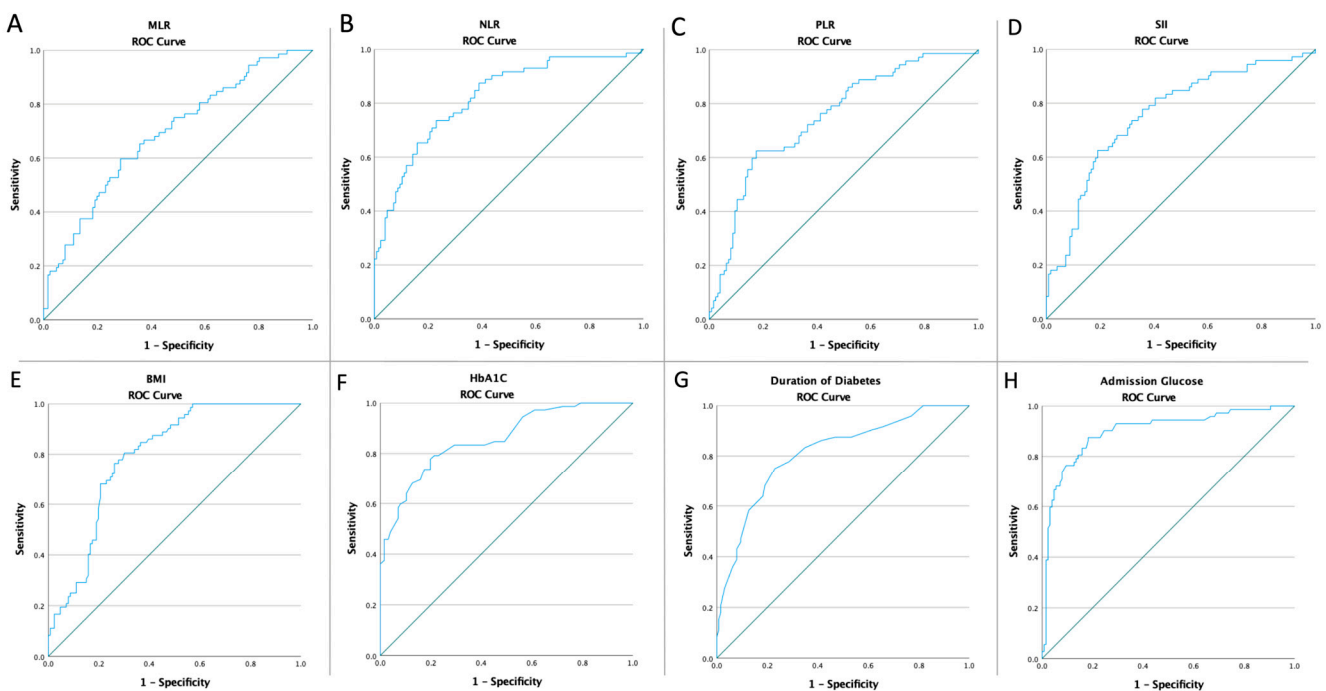 A
MLR
ROC Curve
1.0
0.8
0.6
0.4
0.2
0.0
Sensitivity
0.0 0.2 0.4 0.6 0.8 1.0
1 – Specificity
B
NLR
ROC Curve
1.0
0.8
0.6
0.4
0.2
0.0
Sensitivity
0.0 0.2 0.4 0.6 0.8 1.0
1 – Specificity
C
PLR
ROC Curve
1.0
0.8
0.6
0.4
0.2
0.0
Sensitivity
0.0 0.2 0.4 0.6 0.8 1.0
1 – Specificity
D
SII
ROC Curve
1.0
0.8
0.6
0.4
0.2
0.0
Sensitivity
0.0 0.2 0.4 0.6 0.8 1.0
1 – Specificity
E
BMI
ROC Curve
1.0
0.8
0.6
0.4
0.2
0.0
Sensitivity
0.0 0.2 0.4 0.6 0.8 1.0
1 – Specificity
F
HbA1C
ROC Curve
1.0
0.8
0.6
0.4
0.2
0.0
Sensitivity
0.0 0.2 0.4 0.6 0.8 1.0
1 – Specificity
G
Duration of Diabetes
ROC Curve
1.0
0.8
0.6
0.4
0.2
0.0
Sensitivity
0.0 0.2 0.4 0.6 0.8 1.0
1 – Specificity
H
Admission Glucose
ROC Curve
1.0
0.8
0.6
0.4
0.2
0.0
Sensitivity
0.0 0.2 0.4 0.6 0.8 1.0
1 – Specificity